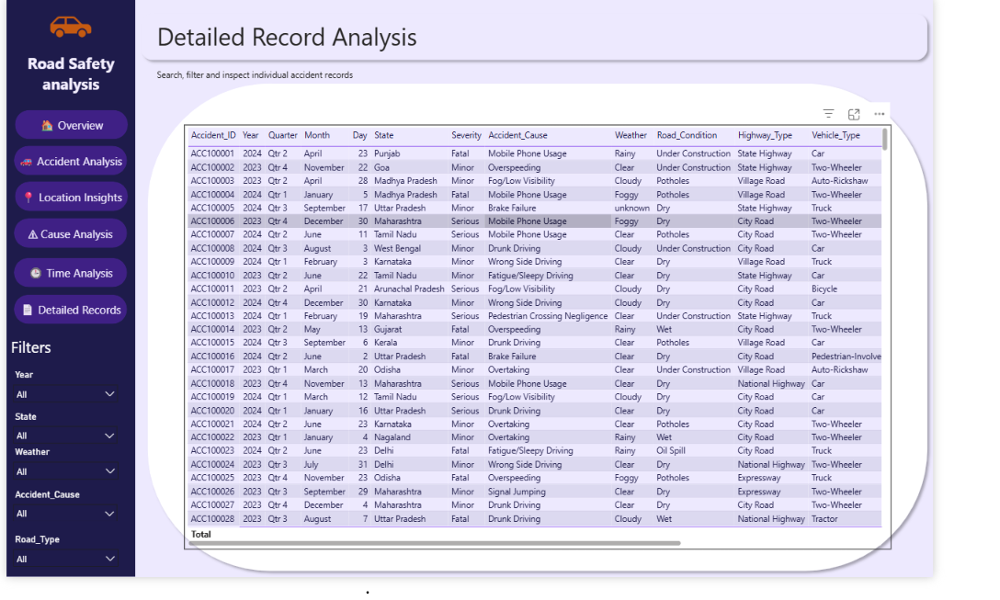 Road Safety
analysis
Overview
Accident Analysis
Location Insights
Cause Analysis
Time Analysis
Detailed Records
Filters
Year
All
State
All
Weather
All
Accident_Cause
All
Road_Type
All
Detailed Record Analysis
Search, filter and inspect individual accident records
Accident_ID Year Quarter Month Day State Severity Accident_Cause Weather Road_Condition Highway_Type Vehicle_Type
ACC100001 2024 Qtr 2 April 23 Punjab Fatal Mobile Phone Usage Rainy Under Construction State Highway Car
ACC100002 2023 Qtr 4 November 22 Goa Minor Overspeeding Clear Under Construction State Highway Two-Wheeler
ACC100003 2023 Qtr 2 April 28 Madhya Pradesh Minor Fog/Low Visibility Cloudy Potholes Village Road Auto-Rickshaw
ACC100004 2024 Qtr 1 January 5 Madhya Pradesh Fatal Mobile Phone Usage Foggy Potholes Village Road Two-Wheeler
ACC100005 2024 Qtr 3 September 17 Uttar Pradesh Minor Brake Failure unknown Dry State Highway Truck
ACC100006 2023 Qtr 4 December 30 Maharashtra Serious Mobile Phone Usage Foggy Dry City Road Two-Wheeler
ACC100007 2024 Qtr 2 June 11 Tamil Nadu Serious Mobile Phone Usage Clear Potholes City Road Two-Wheeler
ACC100008 2024 Qtr 3 August 3 West Bengal Minor Drunk Driving Cloudy Under Construction City Road Car
ACC100009 2024 Qtr 1 February 3 Karnataka Minor Wrong Side Driving Clear Dry Village Road Truck
ACC100010 2023 Qtr 2 June 22 Tamil Nadu Minor Fatigue/Sleepy Driving Clear Dry State Highway Car
ACC100011 2023 Qtr 2 April 21 Arunachal Pradesh Serious Fog/Low Visibility Cloudy Dry City Road Bicycle
ACC100012 2024 Qtr 4 December 30 Karnataka Minor Wrong Side Driving Cloudy Dry City Road Car
ACC100013 2024 Qtr 1 February 19 Maharashtra Serious Pedestrian Crossing Negligence Clear Under Construction State Highway Truck
ACC100014 2023 Qtr 2 May 13 Gujarat Fatal Overspeeding Rainy Wet City Road Two-Wheeler
ACC100015 2023 Qtr 3 September 6 Kerala Minor Drunk Driving Clear Potholes Village Road Car
ACC100016 2024 Qtr 2 June 2 Uttar Pradesh Fatal Brake Failure Clear Dry City Road Pedestrian-Involve
ACC100017 2023 Qtr 1 March 20 Odisha Minor Overtaking Clear Under Construction Village Road Auto-Rickshaw
ACC100018 2023 Qtr 4 November 13 Maharashtra Serious Mobile Phone Usage Clear Dry National Highway Car
ACC100019 2024 Qtr 1 March 12 Tamil Nadu Serious Fog/Low Visibility Cloudy Dry City Road Car
ACC100020 2024 Qtr 1 January 16 Uttar Pradesh Serious Drunk Driving Clear Dry City Road Car
ACC100021 2024 Qtr 2 June 23 Karnataka Minor Overtaking Clear Potholes City Road Two-Wheeler
ACC100022 2023 Qtr 1 January 4 Nagaland Minor Overtaking Rainy Wet City Road Two-Wheeler
ACC100023 2024 Qtr 2 June 23 Delhi Fatal Fatigue/Sleepy Driving Rainy Oil Spill City Road Truck
ACC100024 2023 Qtr 3 July 31 Delhi Minor Wrong Side Driving Clear Dry National Highway Two-Wheeler
ACC100025 2023 Qtr 4 November 23 Odisha Fatal Overspeeding Foggy Potholes Expressway Truck
ACC100026 2023 Qtr 3 September 29 Maharashtra Minor Signal Jumping Clear Dry Expressway Two-Wheeler
ACC100027 2023 Qtr 4 December 4 Maharashtra Minor Drunk Driving Clear Dry City Road Two-Wheeler
ACC100028 2023 Qtr 3 August 7 Uttar Pradesh Fatal Drunk Driving Cloudy Wet National Highway Tractor
Total